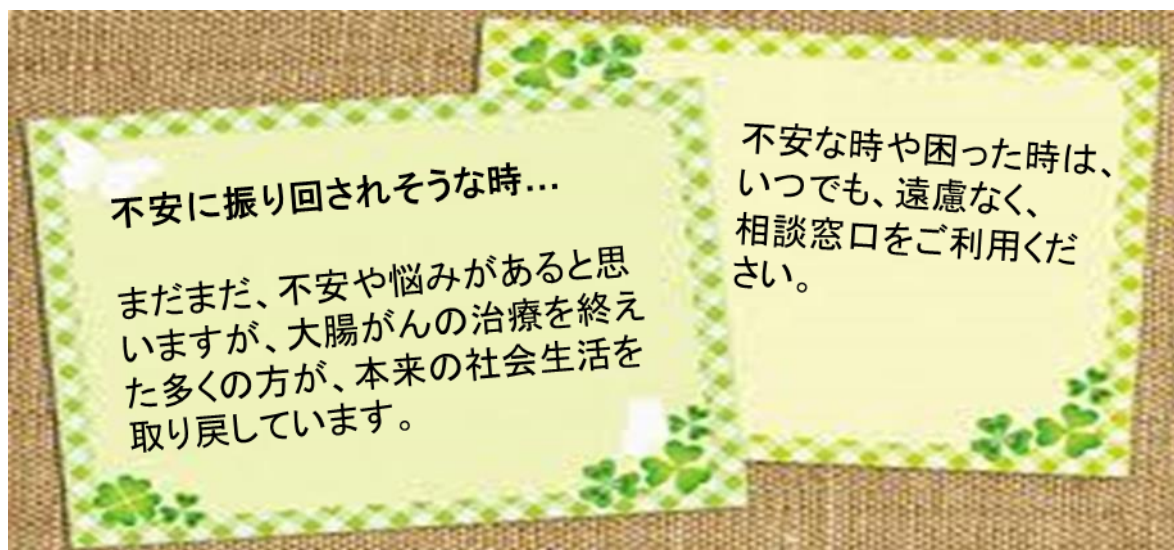 不安に振り回されそうな時…
まだまだ、不安や悩みがあると思
いますが、大腸がんの治療を終え
た多くの方が、本来の社会生活を
取り戻しています。
不安な時や困った時は、
いつでも、遠慮なく、
相談窓口をご利用くだ
さい。